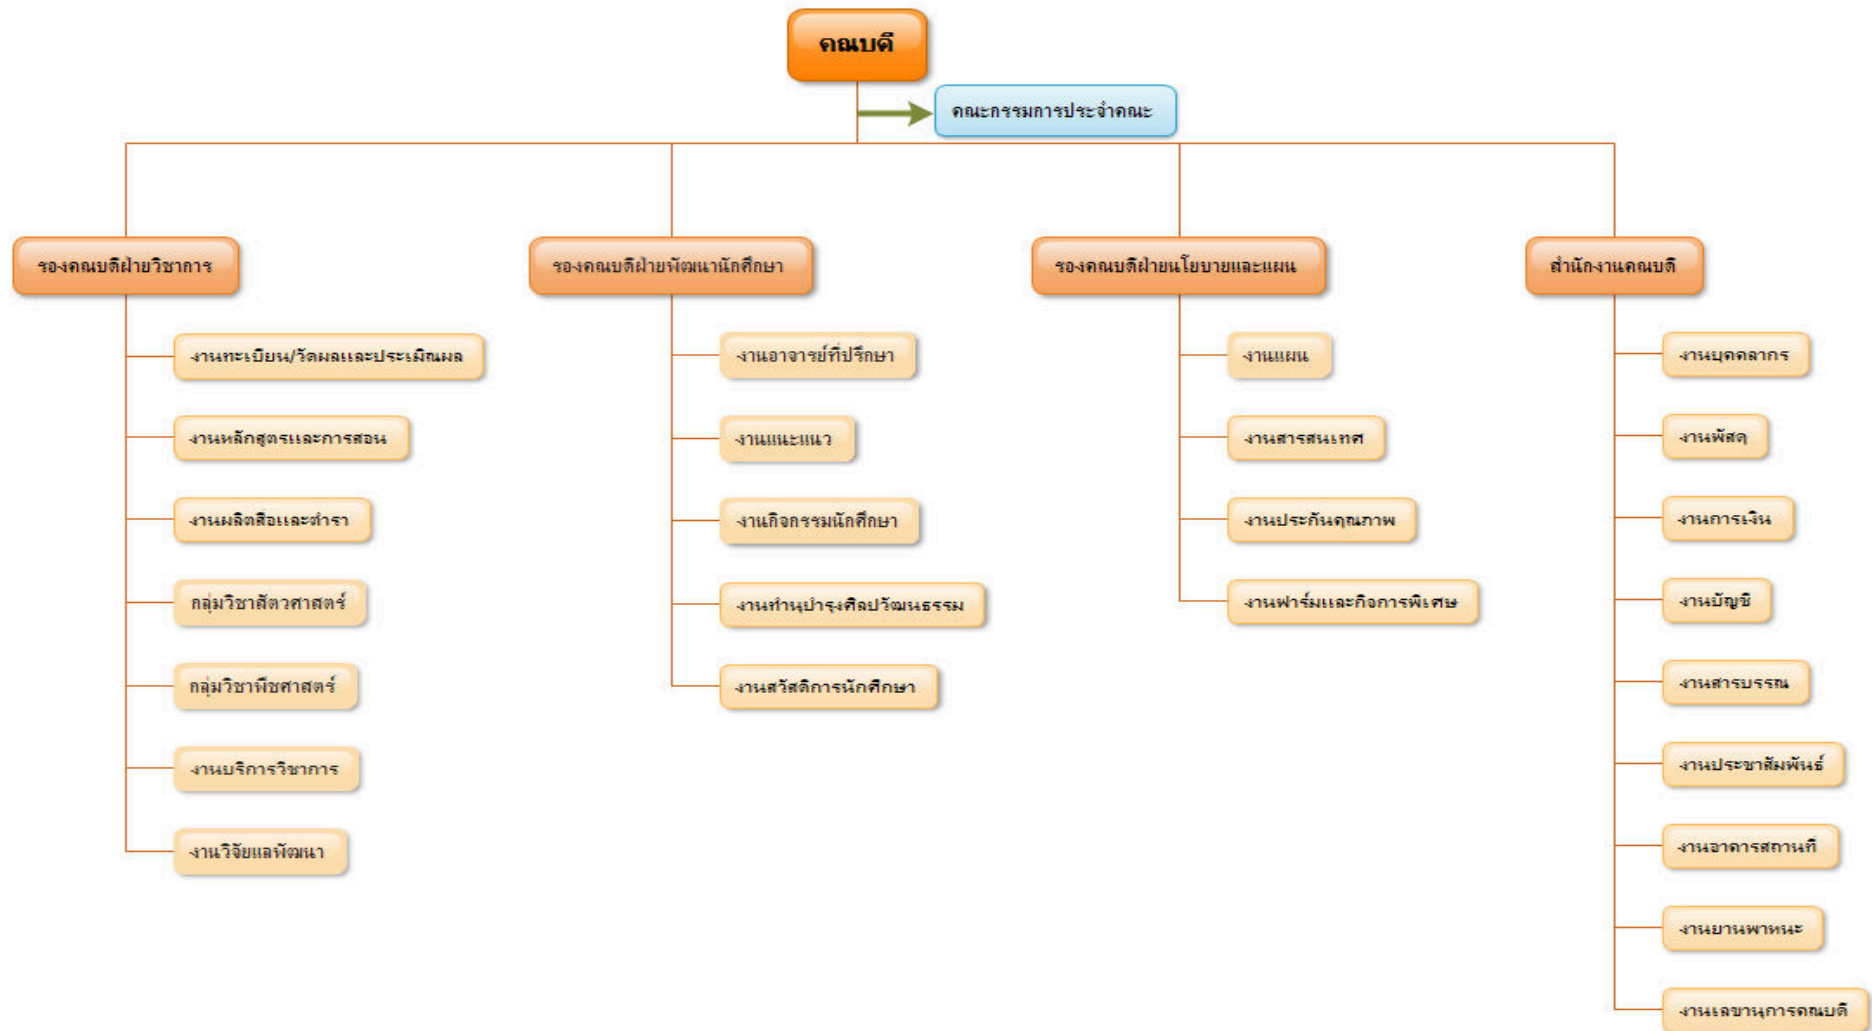 คณบดี
คณะกรรมการประจำคณะ
รองคณบดีฝ่ายวิชาการ
งานทะเบียน/วัดผลและประเมิณผล
งานหลักสูตรและการสอน
งานผลิตสื่อและตำรา
กลุ่มวิชาสัตวศาสตร์
กลุ่มวิชาพืชศาสตร์
งานบริการวิชาการ
งานวิจัยแลพัฒนา
รองคณบดีฝ่ายพัฒนานักศึกษา
งานอาจารย์ที่ปรึกษา
งานแนะแนว
งานกิจกรรมนักศึกษา
งานทำนุบำรุงศิลปวัฒนธรรม
งานสวัสดิการนักศึกษา
รองคณบดีฝ่ายนโยบายและแผน
งานแผน
งานสารสนเทศ
งานประกันคุณภาพ
งานฟาร์มและกิจการพิเศษ
สำนักงานคณบดี
งานบุคคลากร
งานพัสดุ
งานการเงิน
งานบัญชี
งานสารบรรณ
งานประชาสัมพันธ์
งานอาคารสถานที่
งานยานพาหนะ
งานเลขานุการคณบดี